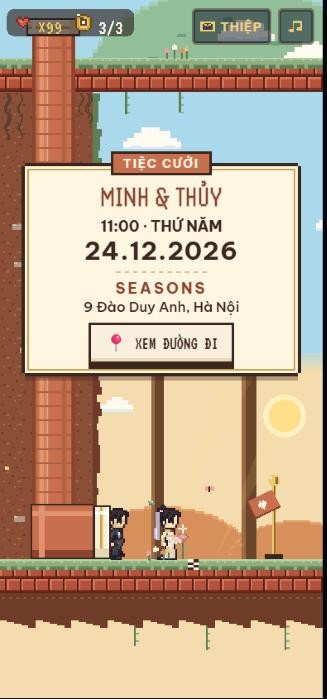 X99 3/3
THIỆP
TIỆC CƯỚI
MINH & THỦY
11:00 · THỨ NĂM
24.12.2026
SEASONS
9 Đào Duy Anh, Hà Nội
XEM ĐƯỜNG ĐI